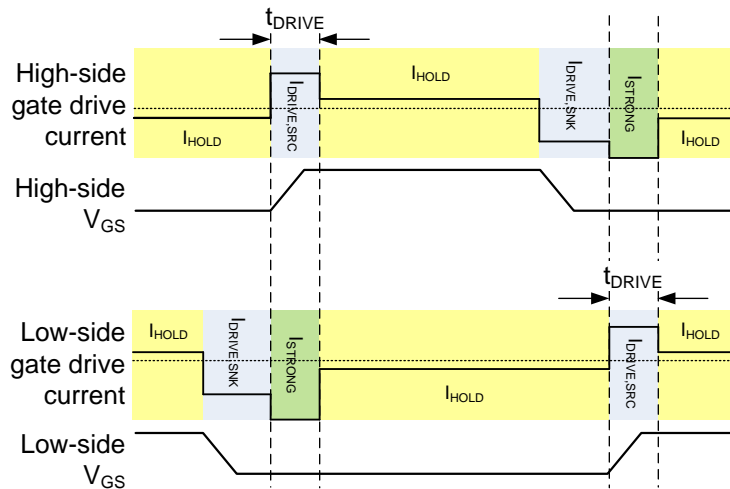 tDRIVE
High-side
gate drive
current
IHOLD
IDRIVE,SRC
IHOLD
IDRIVE,SNK
ISTRONG
IHOLD
High-side
VGS
tDRIVE
Low-side
gate drive
current
IHOLD
IDRIVE,SNK
ISTRONG
IHOLD
IDRIVE,SRC
IHOLD
Low-side
VGS